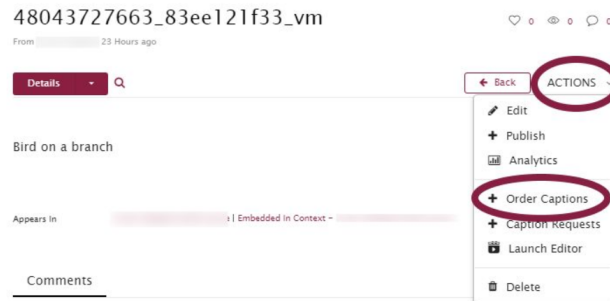 48043727663_83ee121f33_vm
0 0
From 23 Hours ago
Details
Back
ACTIONS
Edit
Publish
Bird on a branch
Analytics
Order Captions
Appears In | Embedded In Context -
Caption Requests
Launch Editor
Comments
Delete